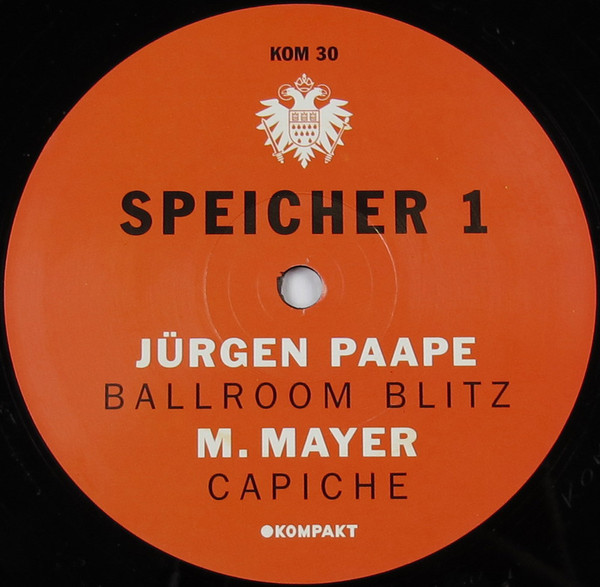 KOM 30
SPEICHER 1
JÜRGEN PAAPE
BALLROOM BLITZ
M. MAYER
CAPICHE
KOMPAKT